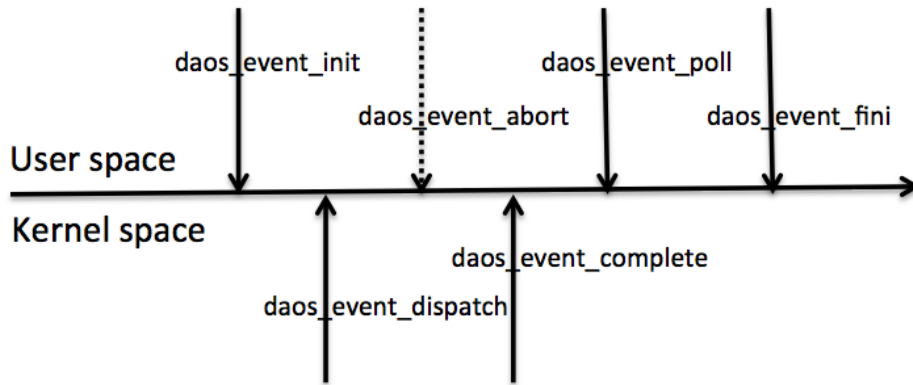 daos_event_init
daos_event_poll
daos_event_abort
daos_event_fini
User space
Kernel space
daos_event_complete
daos_event_dispatch